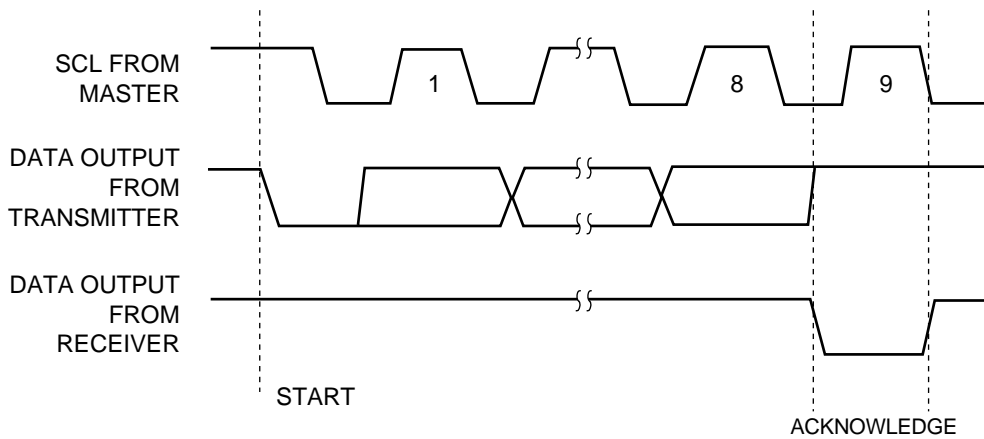 SCL FROM
MASTER
1
8
9
DATA OUTPUT
FROM
TRANSMITTER
DATA OUTPUT
FROM
RECEIVER
START
ACKNOWLEDGE